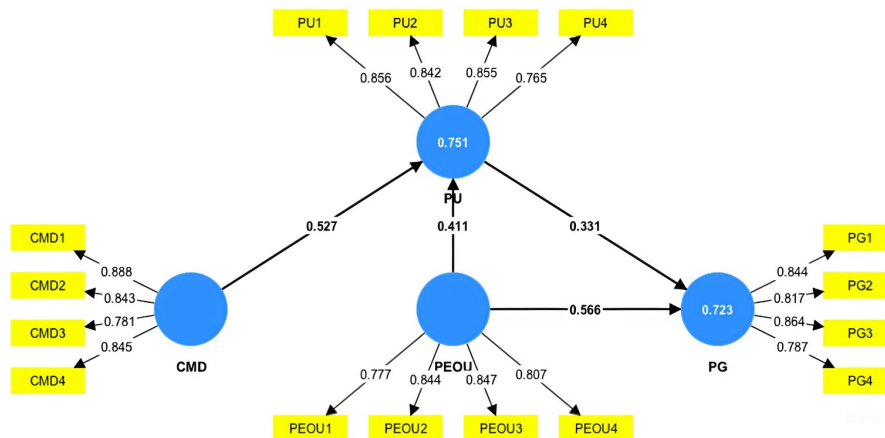 PU1 PU2 PU3 PU4
0.856 0.842 0.855 0.765
0.751
PU
0.527 0.411 0.331
CMD1
CMD2
CMD3
CMD4
0.888
0.843
0.781
0.845
CMD
PEOU
0.566
0.723
PG
0.844
0.817
0.864
0.787
PG1
PG2
PG3
PG4
0.777 0.844 0.847 0.807
PEOU1 PEOU2 PEOU3 PEOU4